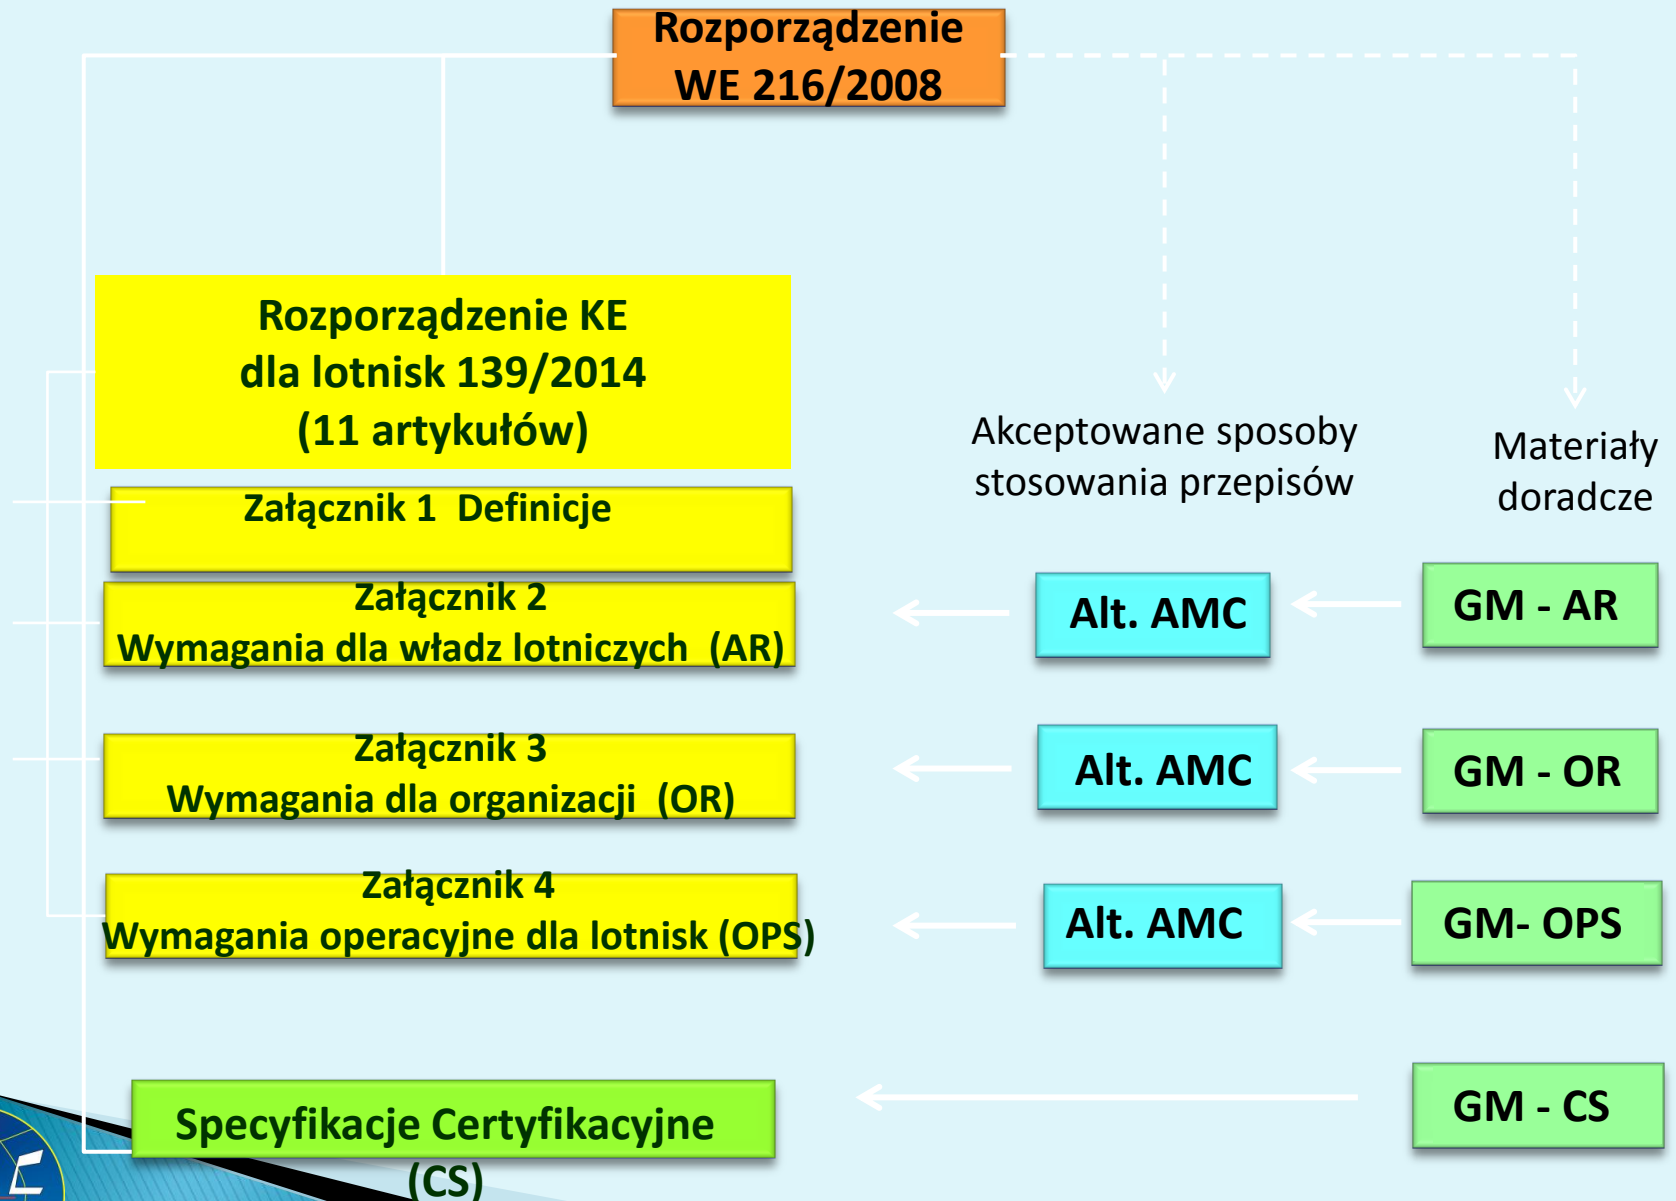 Rozporządzenie
WE 216/2008
Rozporządzenie KE
dla lotnisk 139/2014
(11 artykułów)
Akceptowane sposoby
stosowania przepisów
Materiały
doradcze
Załącznik 1  Definicje
Załącznik 2
Wymagania dla władz lotniczych  (AR)
Alt. AMC
GM - AR
Załącznik 3
Wymagania dla organizacji  (OR)
Alt. AMC
GM - OR
Załącznik 4
Wymagania operacyjne dla lotnisk (OPS)
Alt. AMC
GM- OPS
Specyfikacje Certyfikacyjne
(CS)
GM - CS